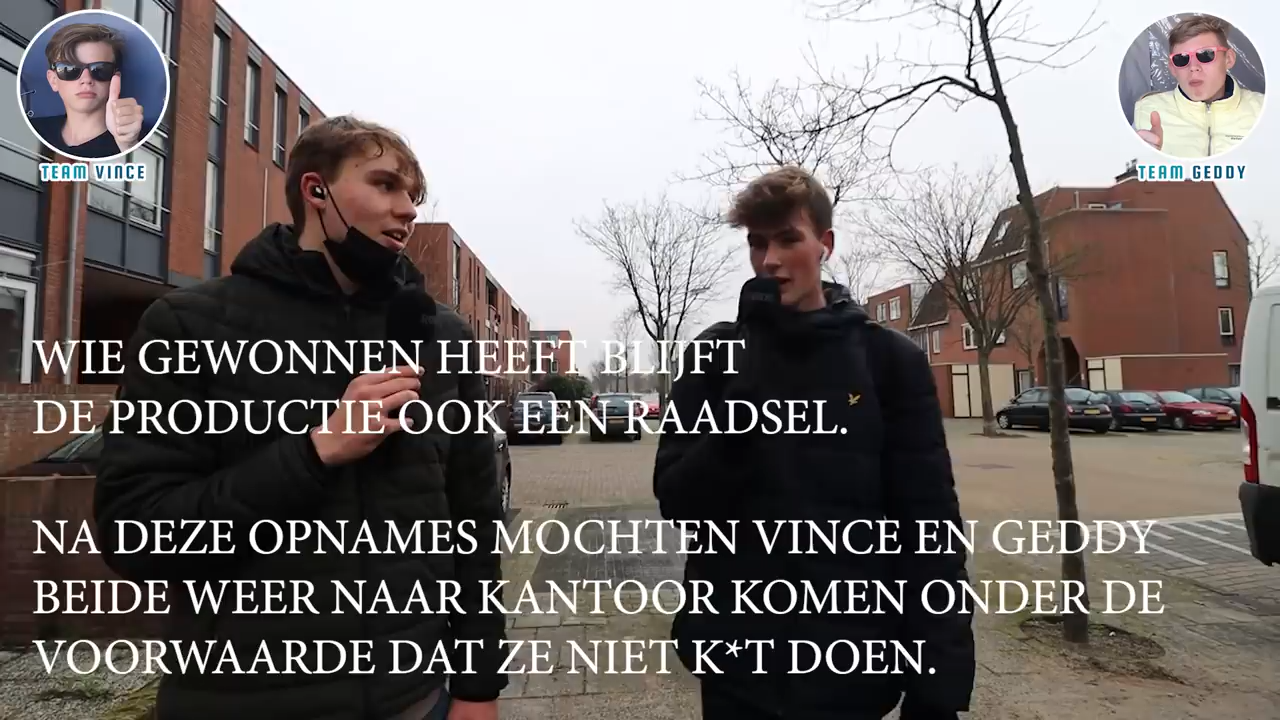 TEAM VINCE
TEAM GEDDY
WIE GEWONNEN HEEFT BLIJFT
DE PRODUCTIE OOK EEN RAADSEL.
NA DEZE OPNAMES MOCHTEN VINCE EN GEDDY
BEIDE WEER NAAR KANTOOR KOMEN ONDER DE
VOORWAARDE DAT ZE NIET K*T DOEN.